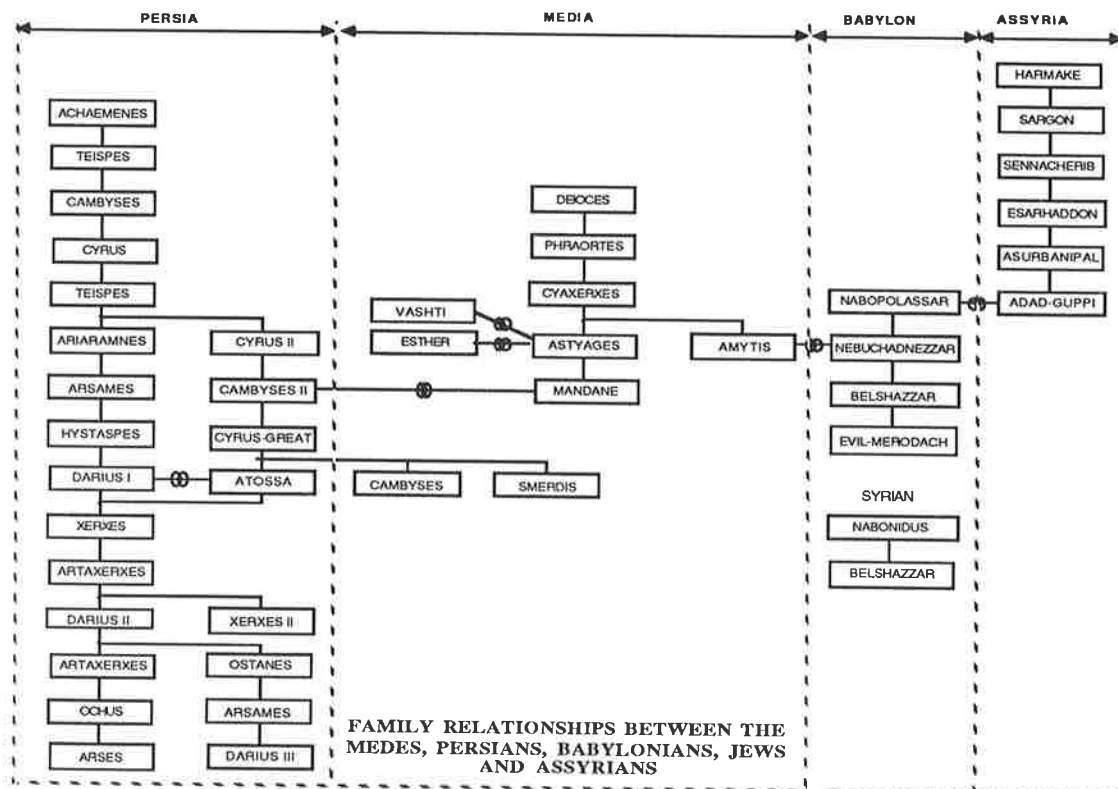 PERSIA
MEDIA
BABYLON
ASSYRIA
ACHAEMENES
TEISPES
CAMBYSES
CYRUS
TEISPES
ARIARAMNES
CYRUS II
ARSAMES
CAMBYSES II
HYSTASPES
CYRUS-GREAT
DARIUS I
ATOSSA
CAMBYSES
SMERDIS
XERXES
ARTAXERXES
DARIUS II
XERXES II
ARTAXERXES
OSTANES
OCHUS
ARSAMES
ARSES
DARIUS III
DEIOCES
PHRAORTES
CYAXERXES
VASHTI
ESTHER
ASTYAGES
AMYTIS
MANDANE
NABOPOLASSAR
NEBUCHADNEZZAR
BELSHAZZAR
EVIL-MERODACH
SYRIAN
NABONIDUS
BELSHAZZAR
HARMAKE
SARGON
SENNACHERIB
ESARHADDON
ASURBANIPAL
ADAD-GUPPI
FAMILY RELATIONSHIPS BETWEEN THE
MEDES, PERSIANS, BABYLONIANS, JEWS
AND ASSYRIANS